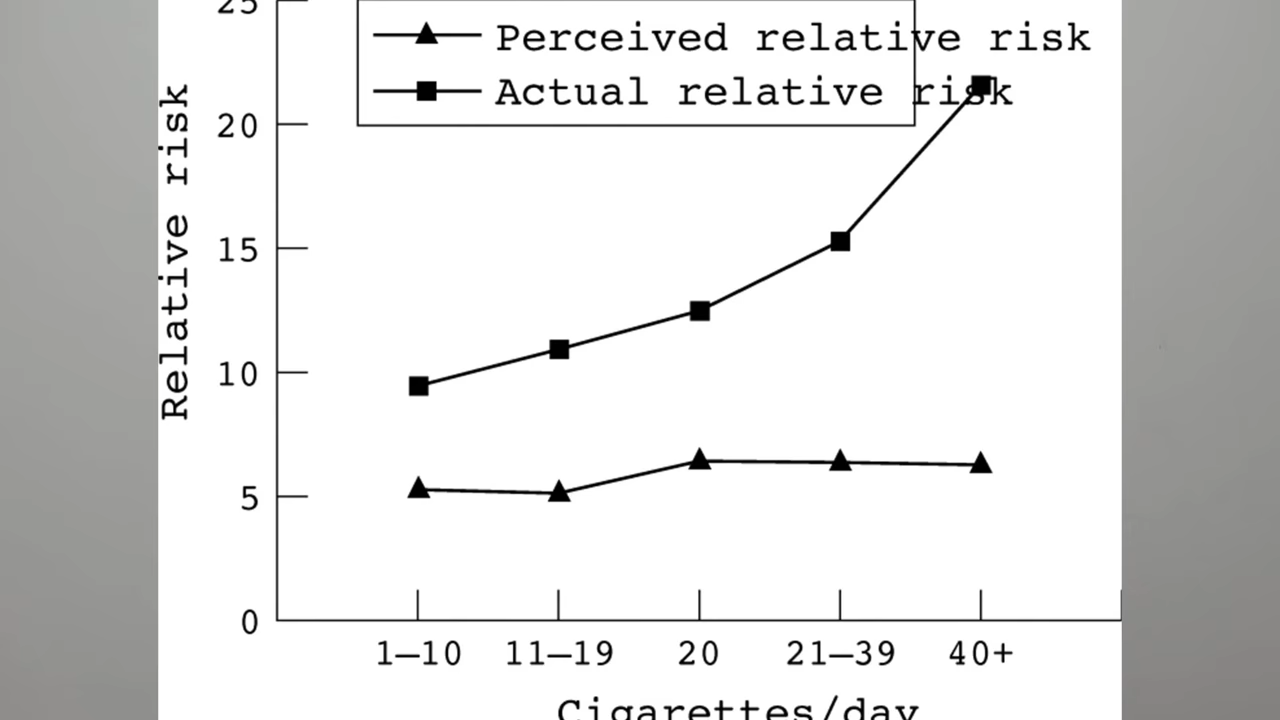 25
Perceived relative risk
Actual relative risk
Relative risk
20
15
10
5
0
1–10 11–19 20 21–39 40+
Cigarettes/day